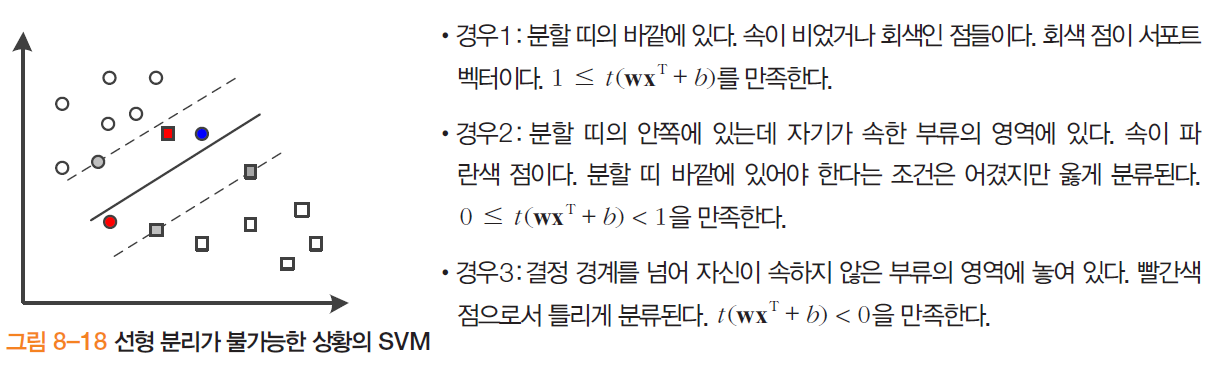 • 경우1: 분할 띠의 바깥에 있다. 속이 비었거나 회색인 점들이다. 회색 점이 서포트
벡터이다. 1 ≤ t(wxᵀ + b)를 만족한다.
• 경우2: 분할 띠의 안쪽에 있는데 자기가 속한 부류의 영역에 있다. 속이 파
란색 점이다. 분할 띠 바깥에 있어야 한다는 조건은 어겼지만 옳게 분류된다.
0 ≤ t(wxᵀ + b) < 1을 만족한다.
• 경우3: 결정 경계를 넘어 자신이 속하지 않은 부류의 영역에 놓여 있다. 빨간색
점으로서 틀리게 분류된다. t(wxᵀ + b) < 0을 만족한다.
그림 8–18 선형 분리가 불가능한 상황의 SVM